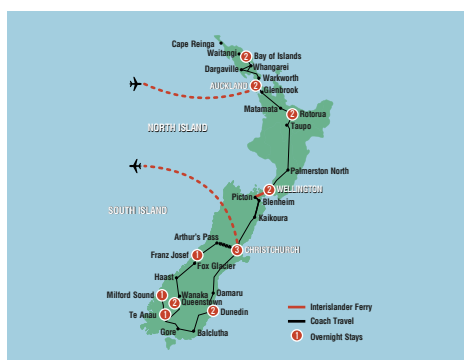 Cape Reinga
Waitangi
2
Bay of Islands
Dargaville
Whangarei
Warkworth
AUCKLAND
2
Glenbrook
Matamata
2
Rotorua
Taupo
NORTH ISLAND
Palmerston North
2
WELLINGTON
Picton
Blenheim
SOUTH ISLAND
Kaikoura
Arthur's Pass
3
CHRISTCHURCH
Franz Josef
1
Fox Glacier
Haast
Milford Sound
1
Wanaka
Oamaru
2
Queenstown
Te Anau
1
2
Dunedin
Gore
Balclutha
Interislander Ferry
Coach Travel
1
Overnight Stays